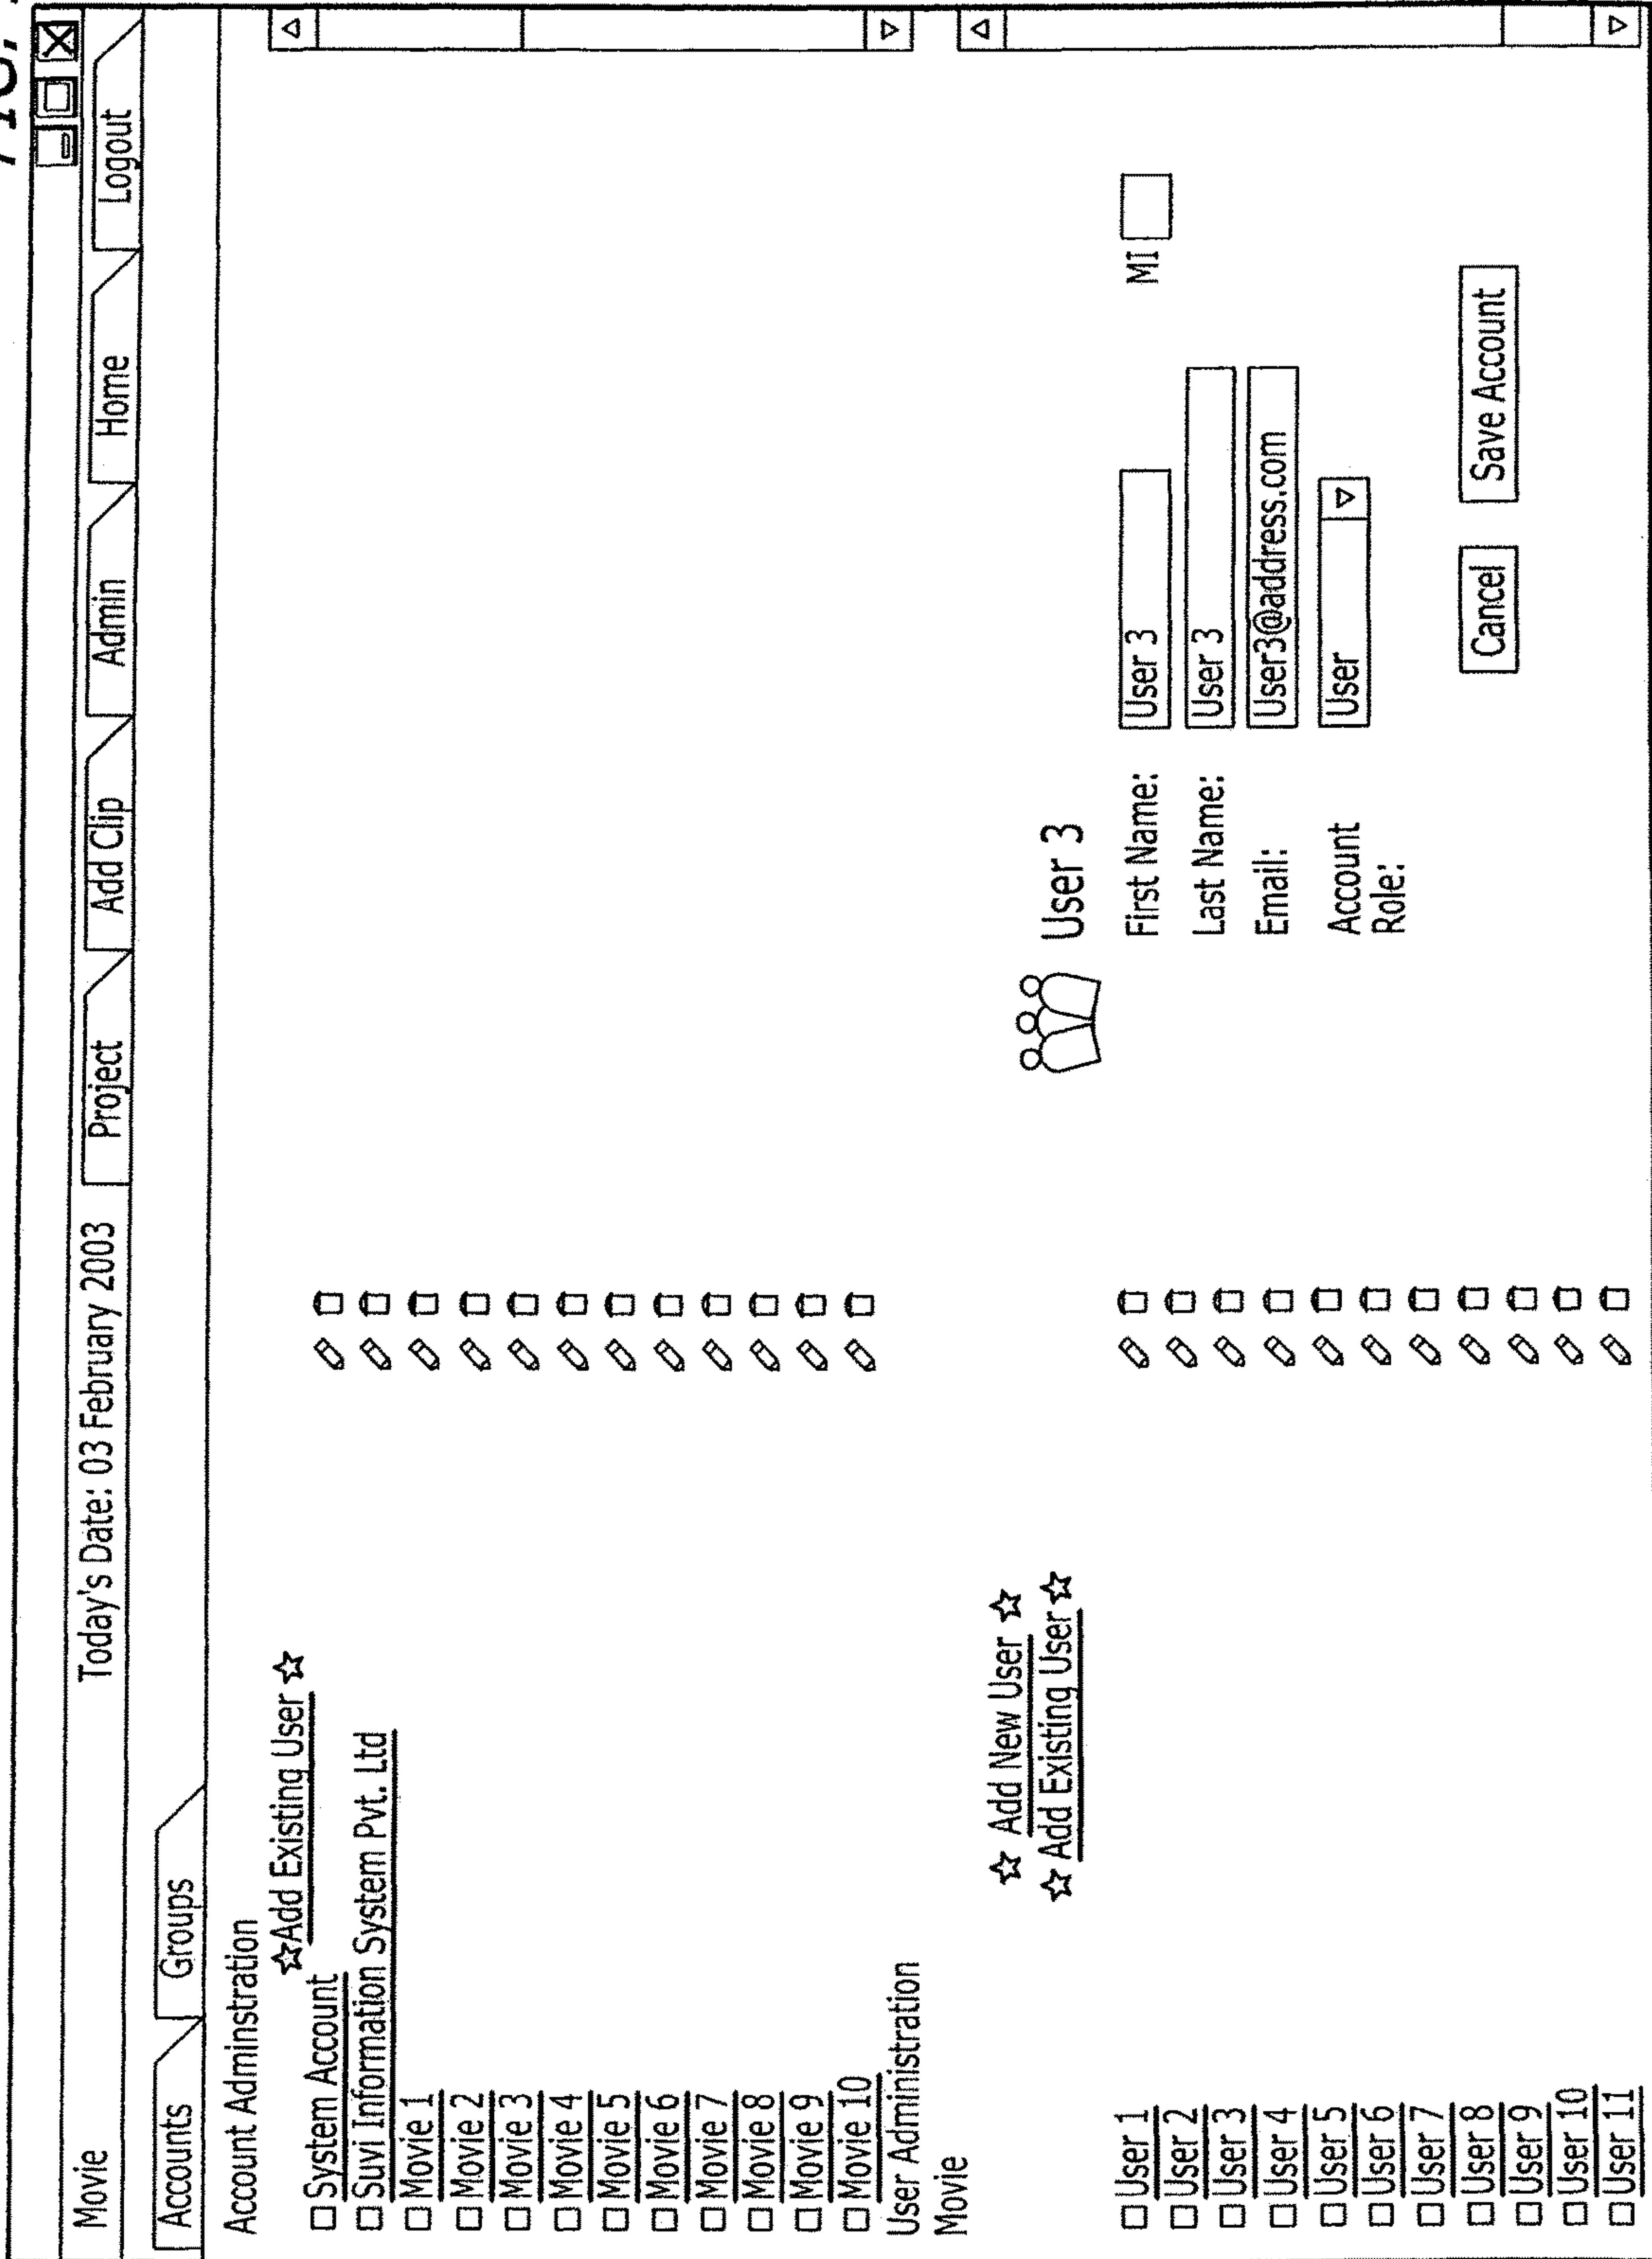 FIG.
Movie Today's Date: 03 February 2003 Project Add Clip Admin Home Logout
Accounts Groups
Account Adminstration
☆Add Existing User ☆
System Account
Suvi Information System Pvt. Ltd
Movie 1
Movie 2
Movie 3
Movie 4
Movie 5
Movie 6
Movie 7
Movie 8
Movie 9
Movie 10
User Administration
Movie
☆ Add New User ☆
☆ Add Existing User ☆
User 1
User 2
User 3
User 4
User 5
User 6
User 7
User 8
User 9
User 10
User 11
User 3
First Name: User 3 MI
Last Name: User 3
Email: User3@address.com
Account User
Role:
Cancel Save Account